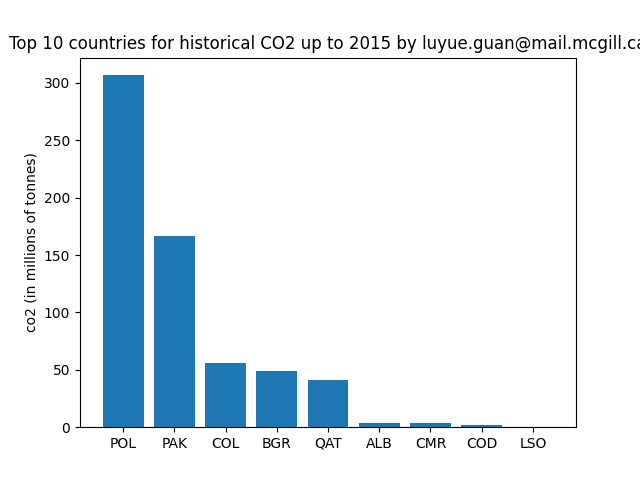 Top 10 countries for historical CO2 up to 2015 by luyue.guan@mail.mcgill.ca
co2 (in millions of tonnes)
300
250
200
150
100
50
0
POL PAK COL BGR QAT ALB CMR COD LSO